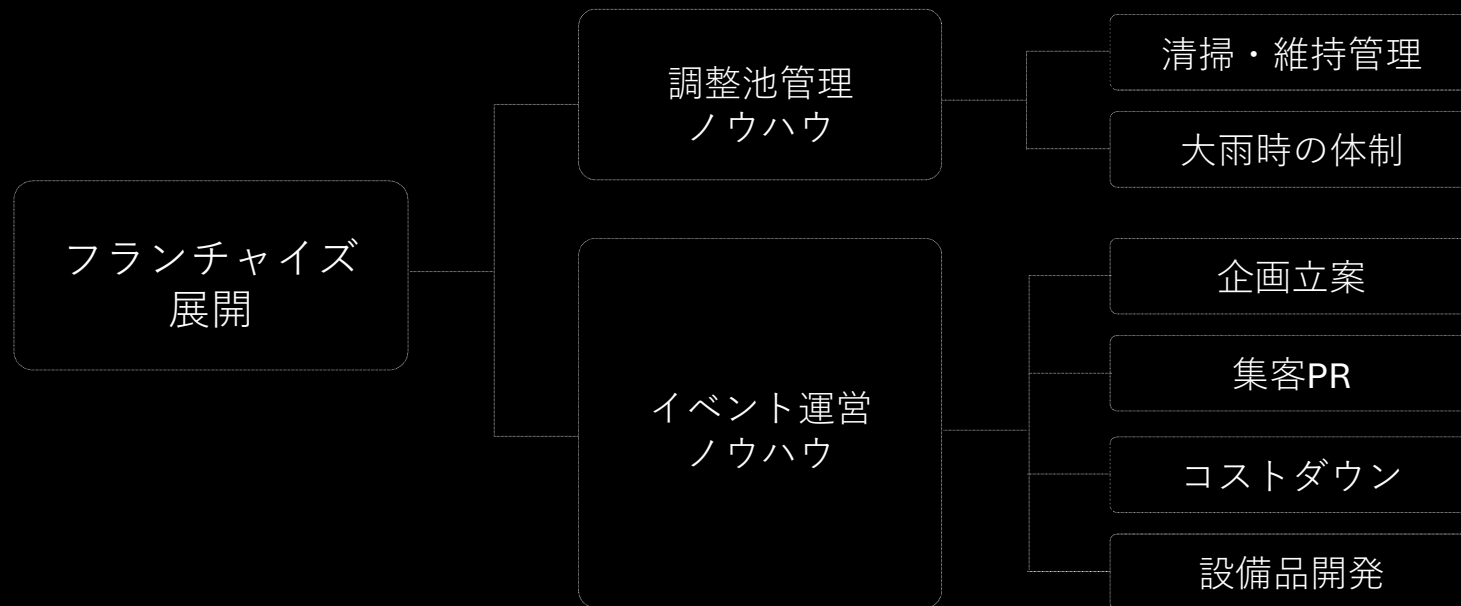 フランチャイズ
展開
調整池管理
ノウハウ
清掃・維持管理
大雨時の体制
イベント運営
ノウハウ
企画立案
集客PR
コストダウン
設備品開発